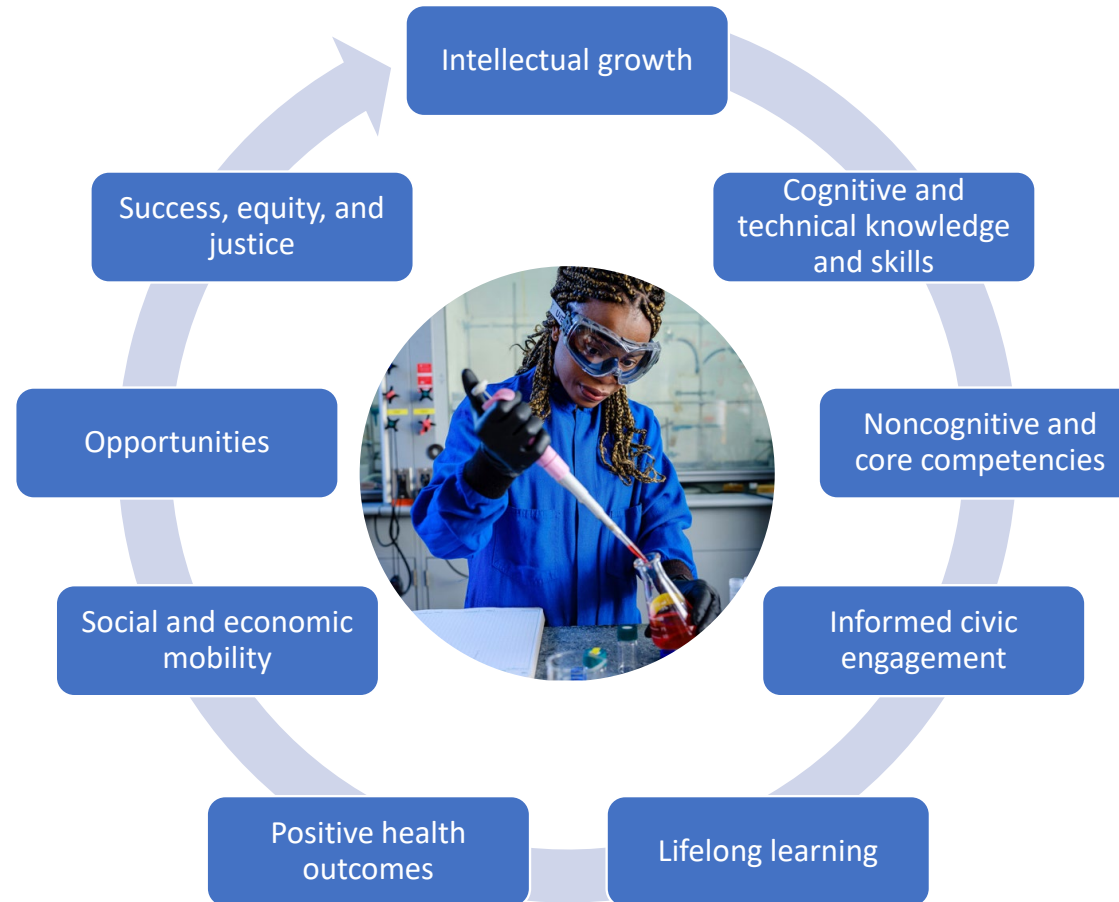 Intellectual growth
Cognitive and
technical knowledge
and skills
Noncognitive and
core competencies
Informed civic
engagement
Lifelong learning
Positive health
outcomes
Social and economic
mobility
Opportunities
Success, equity, and
justice